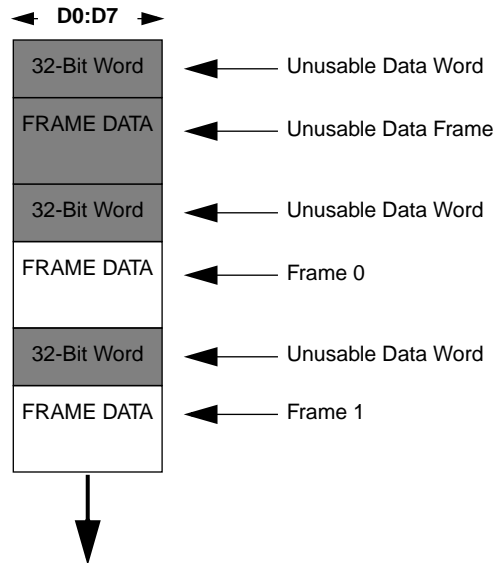 D0:D7
32-Bit Word Unusable Data Word
FRAME DATA Unusable Data Frame
32-Bit Word Unusable Data Word
FRAME DATA Frame 0
32-Bit Word Unusable Data Word
FRAME DATA Frame 1